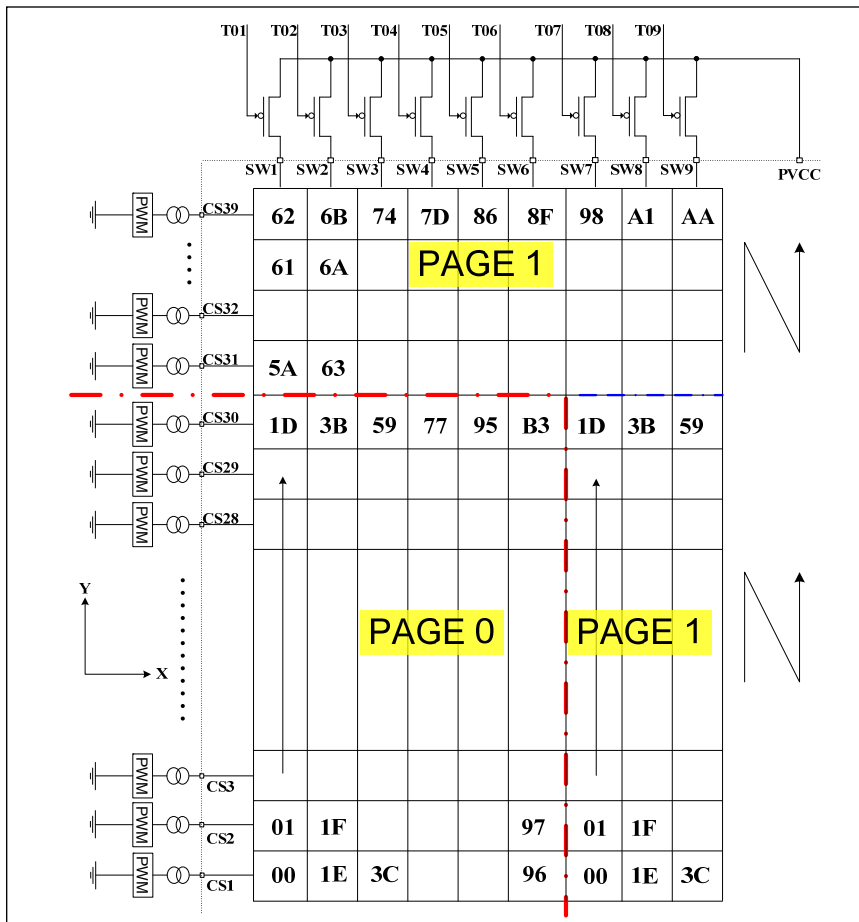 T01 T02 T03 T04 T05 T06 T07 T08 T09
SW1 SW2 SW3 SW4 SW5 SW6 SW7 SW8 SW9 PVCC
PWM CS39 62 6B 74 7D 86 8F 98 A1 AA
61 6A PAGE 1
PWM CS32
PWM CS31 5A 63
PWM CS30 1D 3B 59 77 95 B3 1D 3B 59
PWM CS29
PWM CS28
Y
PAGE 0 PAGE 1
X
PWM CS3
PWM CS2 01 1F 97 01 1F
PWM CS1 00 1E 3C 96 00 1E 3C